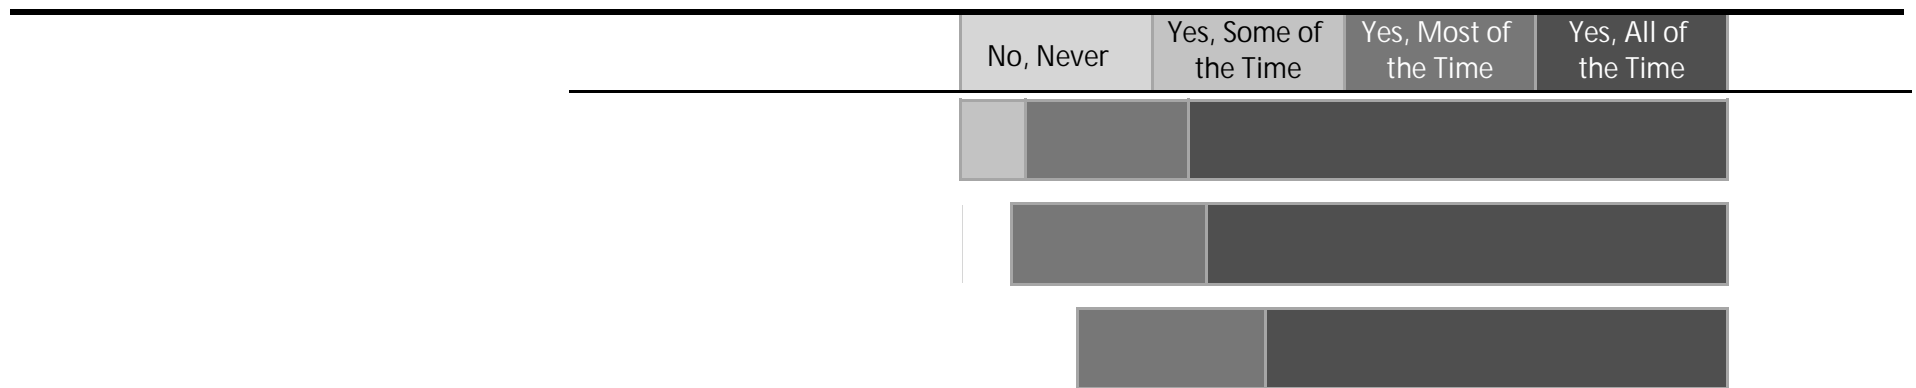 No, Never
Yes, Some of
the Time
Yes, Most of
the Time
Yes, All of
the Time